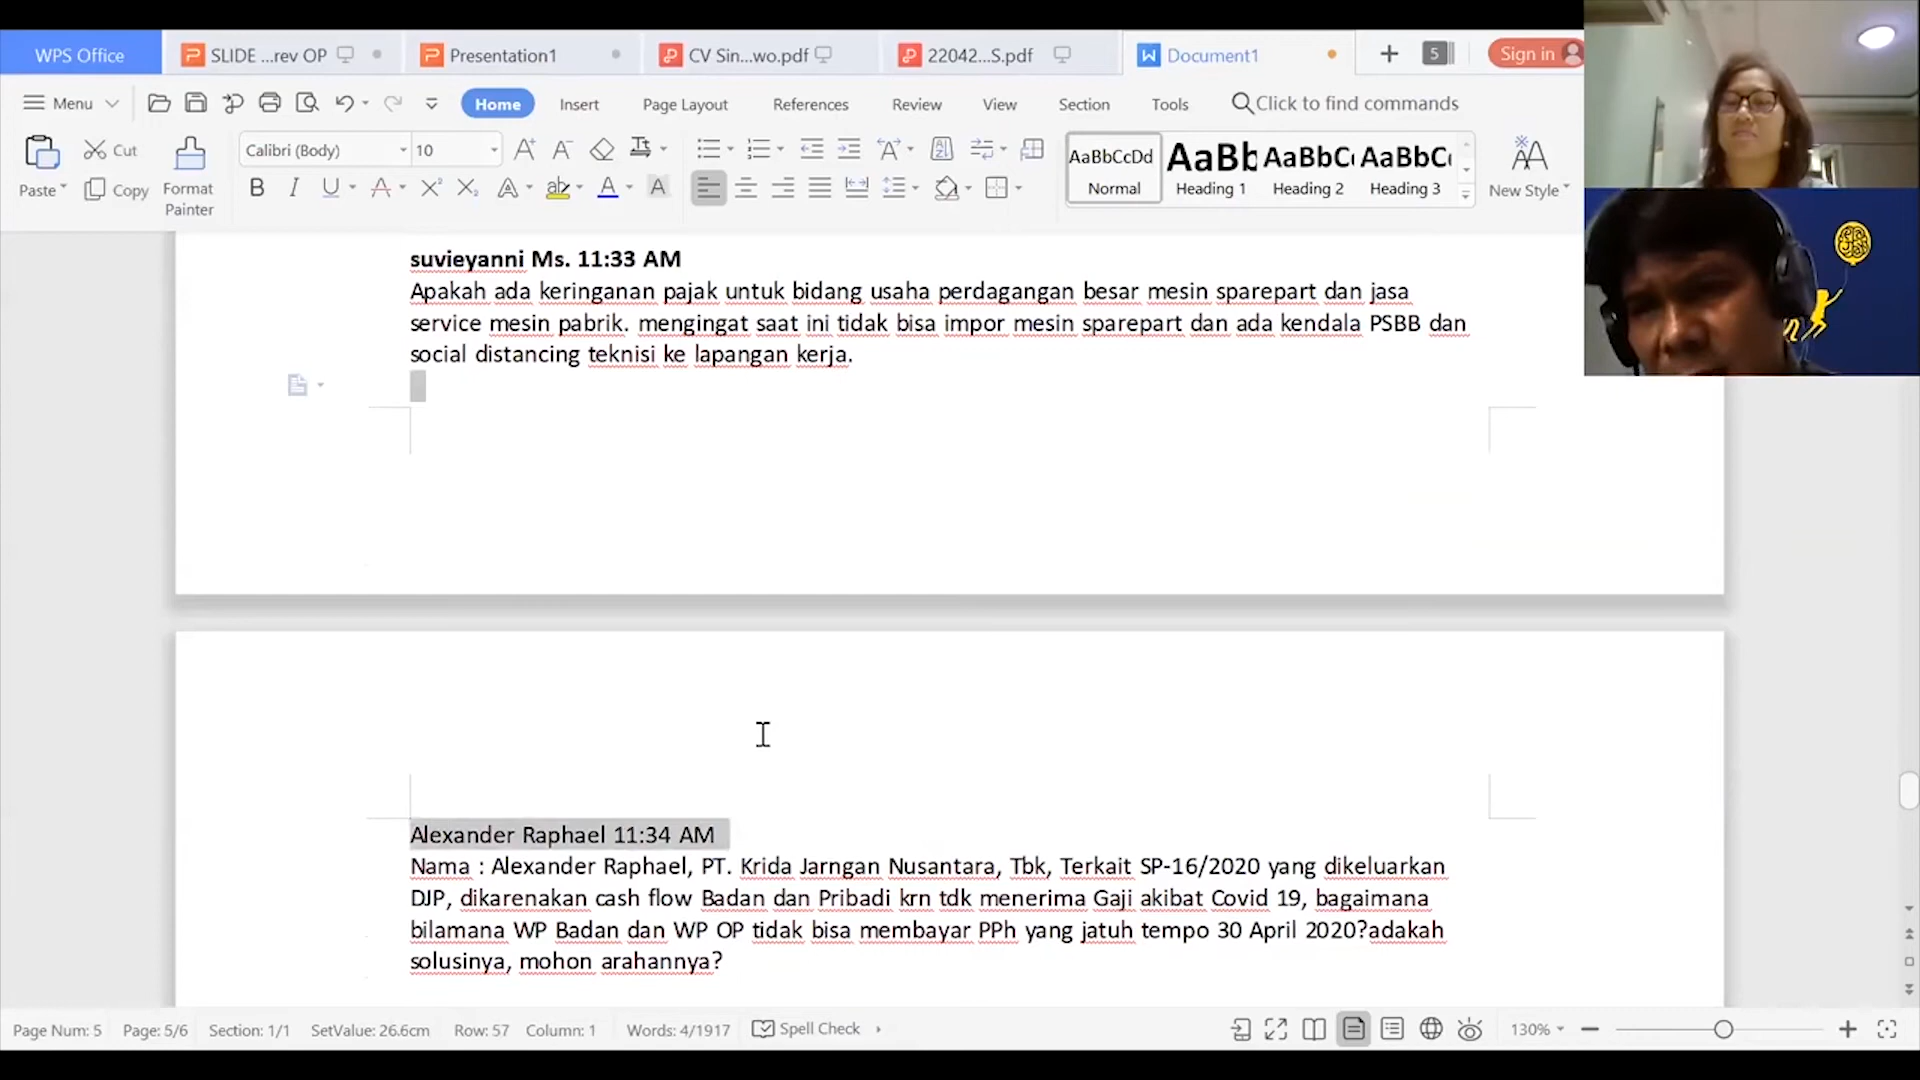 WPS Office
SLIDE ...rev OP
Presentation1
CV Sin...wo.pdf
22042...S.pdf
Document1
5
Sign in
Menu
Home
Insert
Page Layout
References
Review
View
Section
Tools
Click to find commands
Paste
Cut
Copy
Format
Painter
Calibri (Body)
10
AaBbCcDd
Normal
AaBb
Heading 1
AaBbC
Heading 2
AaBbC
Heading 3
New Style
suvieyanni Ms. 11:33 AM
Apakah ada keringanan pajak untuk bidang usaha perdagangan besar mesin sparepart dan jasa
service mesin pabrik. mengingat saat ini tidak bisa impor mesin sparepart dan ada kendala PSBB dan
social distancing teknisi ke lapangan kerja.
Alexander Raphael 11:34 AM
Nama : Alexander Raphael, PT. Krida Jarngan Nusantara, Tbk, Terkait SP-16/2020 yang dikeluarkan
DJP, dikarenakan cash flow Badan dan Pribadi krn tdk menerima Gaji akibat Covid 19, bagaimana
bilamana WP Badan dan WP OP tidak bisa membayar PPh yang jatuh tempo 30 April 2020?adakah
solusinya, mohon arahannya?
Page Num: 5
Page: 5/6
Section: 1/1
SetValue: 26.6cm
Row: 57
Column: 1
Words: 4/1917
Spell Check
130%